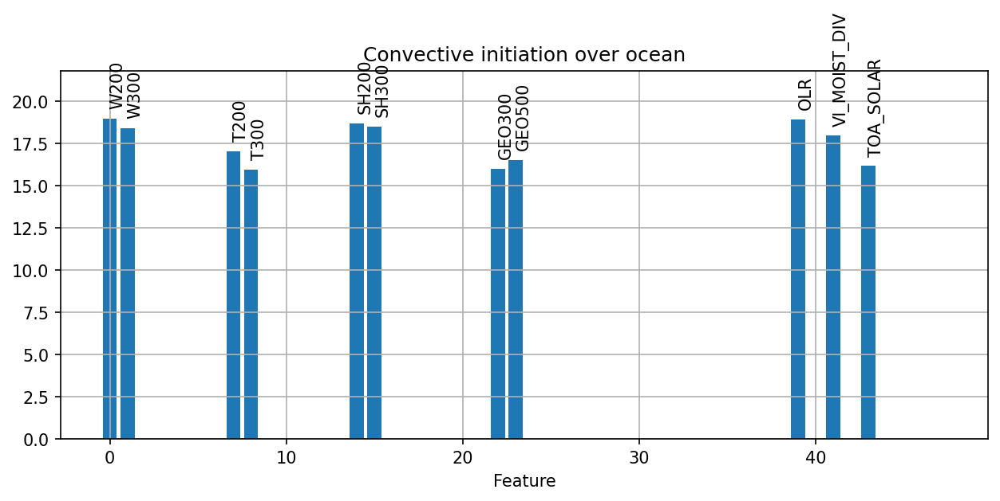 Convective initiation over ocean
W200
W300
T200
T300
SH200
SH300
GEO300
GEO500
OLR
VI_MOIST_DIV
TOA_SOLAR
20.0
17.5
15.0
12.5
10.0
7.5
5.0
2.5
0.0
0
10
20
30
40
Feature